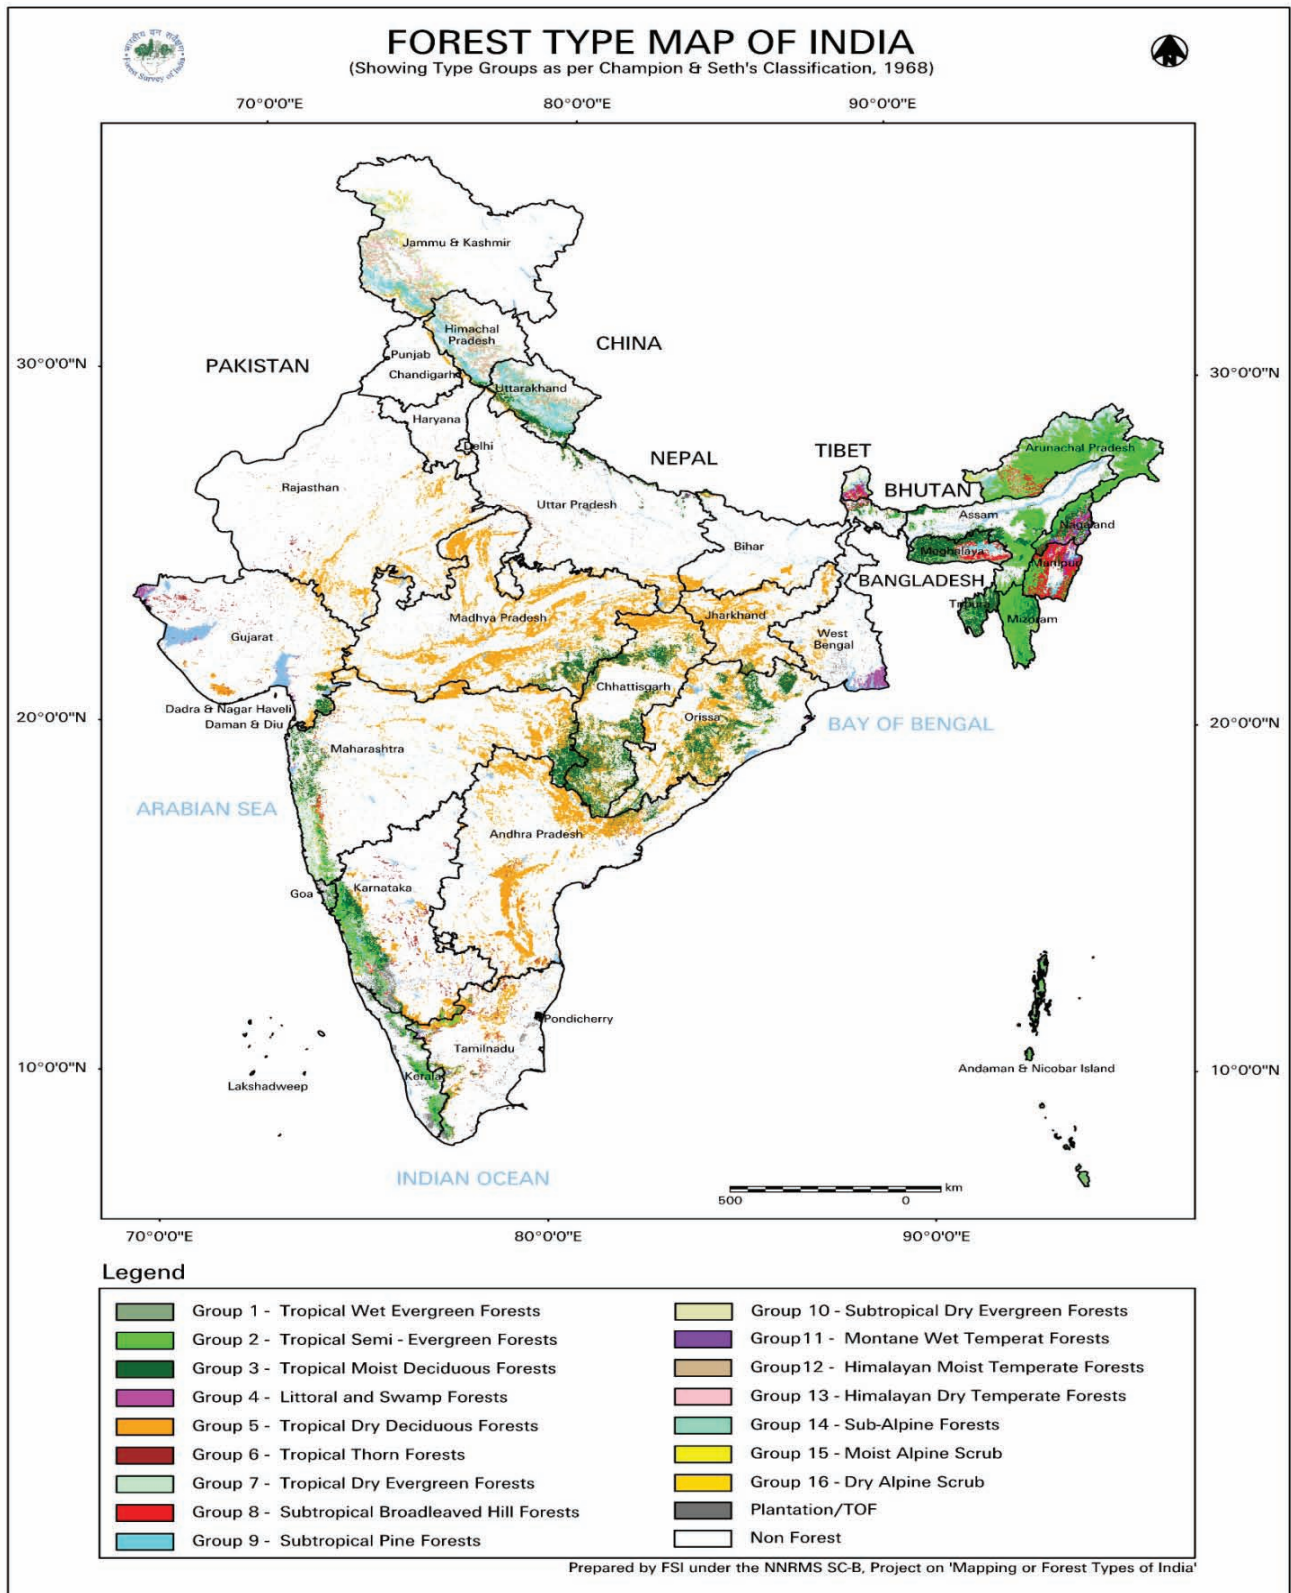 भारतीय वन सर्वेक्षण
Forest Survey of India
FOREST TYPE MAP OF INDIA
(Showing Type Groups as per Champion & Seth's Classification, 1968)
N
70°0'0"E 80°0'0"E 90°0'0"E
Jammu & Kashmir
Himachal
Pradesh
CHINA
Punjab
30°0'0"N PAKISTAN Chandigarh 30°0'0"N
Uttarakhand
Haryana
Delhi
NEPAL TIBET Arunachal Pradesh
Rajasthan Uttar Pradesh BHUTAN
Assam
Nagaland
Bihar Meghalaya
Manipur
BANGLADESH
Tripura
Gujarat Madhya Pradesh Jharkhand Mizoram
West
Bengal
Chhattisgarh
Dadra & Nagar Haveli
Daman & Diu
Orissa
20°0'0"N BAY OF BENGAL 20°0'0"N
Maharashtra
ARABIAN SEA
Andhra Pradesh
Goa Karnataka
Pondicherry
Tamilnadu
10°0'0"N Kerala Andaman & Nicobar Island 10°0'0"N
Lakshadweep
INDIAN OCEAN
km
500 0
70°0'0"E 80°0'0"E 90°0'0"E
Legend
Group 1 - Tropical Wet Evergreen Forests
Group 2 - Tropical Semi - Evergreen Forests
Group 3 - Tropical Moist Deciduous Forests
Group 4 - Littoral and Swamp Forests
Group 5 - Tropical Dry Deciduous Forests
Group 6 - Tropical Thorn Forests
Group 7 - Tropical Dry Evergreen Forests
Group 8 - Subtropical Broadleaved Hill Forests
Group 9 - Subtropical Pine Forests
Group 10 - Subtropical Dry Evergreen Forests
Group11 - Montane Wet Temperat Forests
Group12 - Himalayan Moist Temperate Forests
Group 13 - Himalayan Dry Temperate Forests
Group 14 - Sub-Alpine Forests
Group 15 - Moist Alpine Scrub
Group 16 - Dry Alpine Scrub
Plantation/TOF
Non Forest
Prepared by FSI under the NNRMS SC-B, Project on 'Mapping or Forest Types of India'